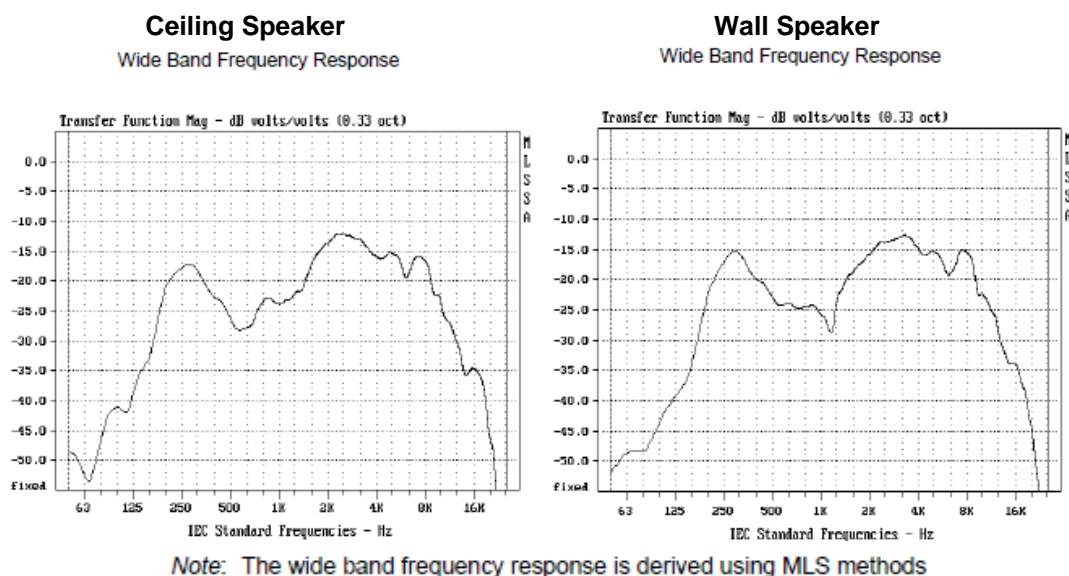 Ceiling Speaker
Wide Band Frequency Response
Transfer Function Mag - dB volts/volts (0.33 oct)
0.0
-5.0
-10.0
-15.0
-20.0
-25.0
-30.0
-35.0
-40.0
-45.0
-50.0
fixed
63 125 250 500 1K 2K 4K 8K 16K
IEC Standard Frequencies - Hz
M
L
S
S
A
Wall Speaker
Wide Band Frequency Response
Transfer Function Mag - dB volts/volts (0.33 oct)
0.0
-5.0
-10.0
-15.0
-20.0
-25.0
-30.0
-35.0
-40.0
-45.0
-50.0
fixed
63 125 250 500 1K 2K 4K 8K 16K
IEC Standard Frequencies - Hz
M
L
S
S
A
Note: The wide band frequency response is derived using MLS methods